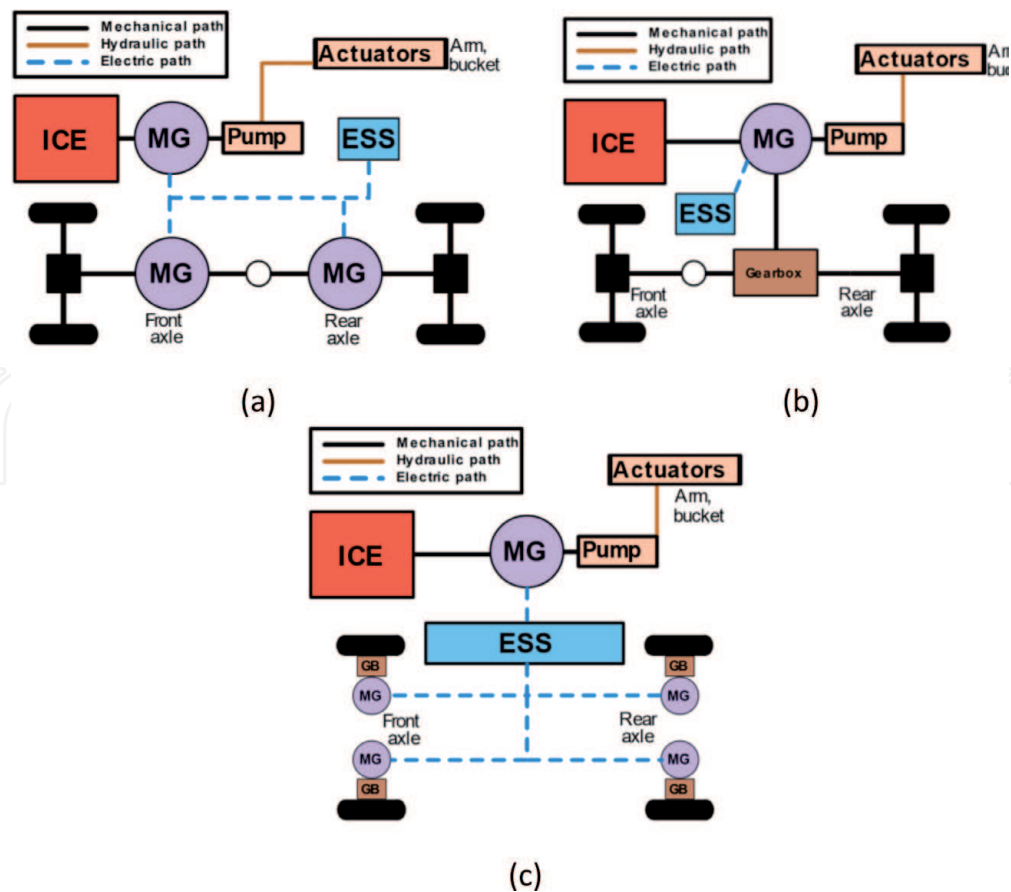 Mechanical path
Hydraulic path
Electric path
Actuators
Arm,
bucket
ICE
MG
Pump
ESS
MG
MG
Front
axle
Rear
axle
(a)
Mechanical path
Hydraulic path
Electric path
Actuators
Arm,
ICE
MG
Pump
ESS
Gearbox
Front
axle
Rear
axle
(b)
Mechanical path
Hydraulic path
Electric path
Actuators
Arm,
bucket
ICE
MG
Pump
ESS
GB
GB
MG
MG
Front
axle
Rear
axle
MG
MG
GB
GB
(c)